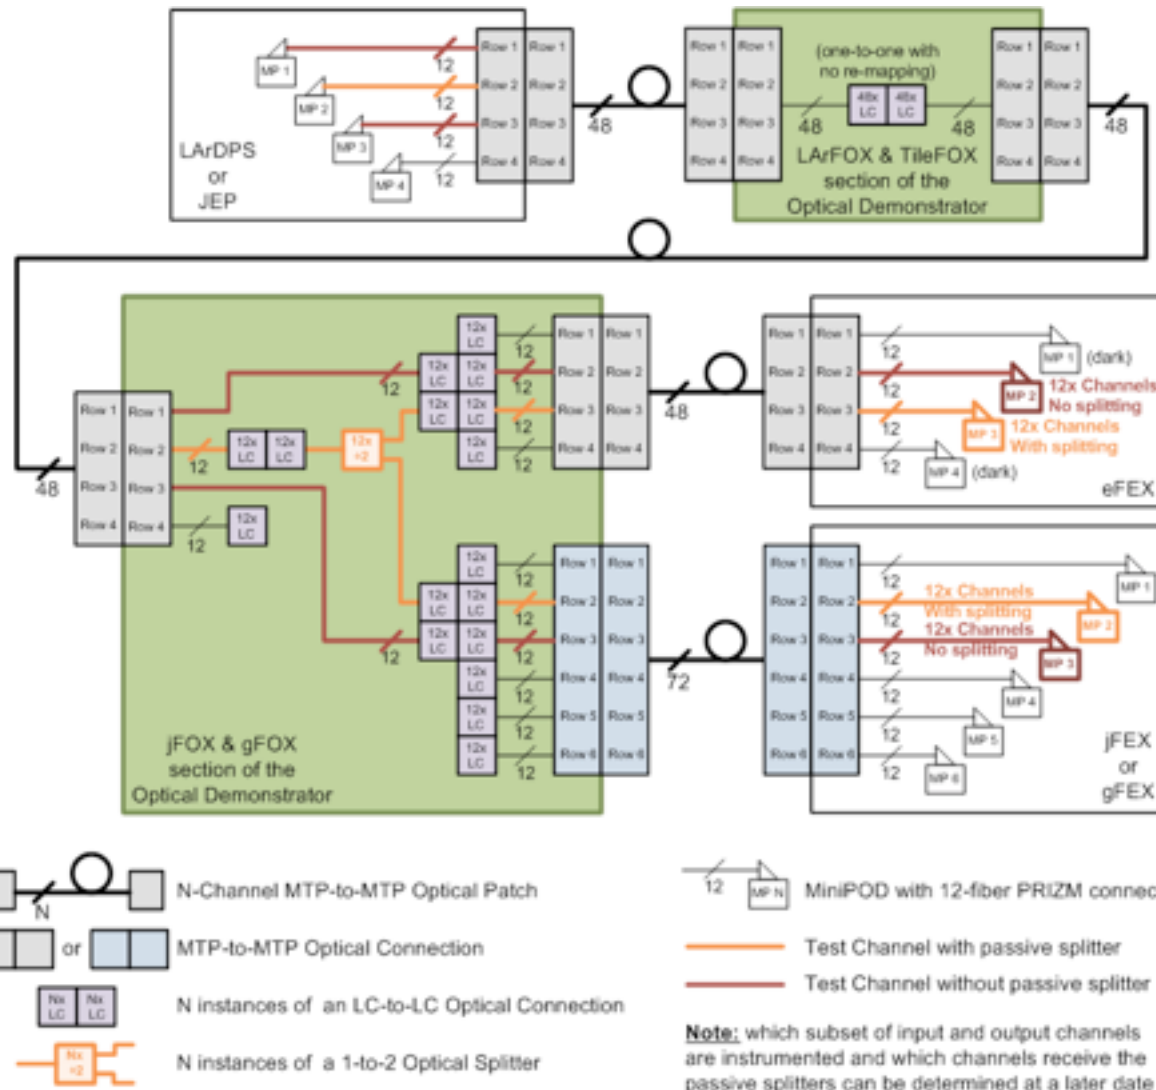 MP 1
12
Row 1 Row 1
MP 2
12
Row 2 Row 2
MP 3
12
Row 3 Row 3
MP 4
12
Row 4 Row 4
LArDPS
or
JEP
48
Row 1 Row 1
Row 2 Row 2
Row 3 Row 3
Row 4 Row 4
(one-to-one with
no re-mapping)
48
48x
LC
48x
LC
48
LArFOX & TileFOX
section of the
Optical Demonstrator
Row 1 Row 1
Row 2 Row 2
Row 3 Row 3
Row 4 Row 4
48
48
Row 1 Row 1
Row 2 Row 2
Row 3 Row 3
Row 4 Row 4
12
12x
LC
12x
LC
12x
÷2
12
12x
LC
12
12x
LC
12
12x
LC
12x
LC
12
12x
LC
12x
LC
12
12x
LC
12
Row 1 Row 1
Row 2 Row 2
Row 3 Row 3
Row 4 Row 4
48
Row 1 Row 1
Row 2 Row 2
Row 3 Row 3
Row 4 Row 4
12
MP 1
(dark)
12
MP 2
12x Channels
No splitting
12
MP 3
12x Channels
With splitting
12
MP 4
(dark)
eFEX
12
12x
LC
12
12x
LC
12x
LC
12
12x
LC
12x
LC
12
12x
LC
12
12x
LC
12
12x
LC
12
Row 1 Row 1
Row 2 Row 2
Row 3 Row 3
Row 4 Row 4
Row 5 Row 5
Row 6 Row 6
jFOX & gFOX
section of the
Optical Demonstrator
72
Row 1 Row 1
Row 2 Row 2
Row 3 Row 3
Row 4 Row 4
Row 5 Row 5
Row 6 Row 6
12
MP 1
12
12x Channels
With splitting
MP 2
12
12x Channels
No splitting
MP 3
12
MP 4
12
MP 5
12
MP 6
jFEX
or
gFEX
N
N-Channel MTP-to-MTP Optical Patch
or
MTP-to-MTP Optical Connection
Nx
LC
Nx
LC
N instances of an LC-to-LC Optical Connection
Nx
÷2
N instances of a 1-to-2 Optical Splitter
12
MP N
MiniPOD with 12-fiber PRIZM connec
Test Channel with passive splitter
Test Channel without passive splitter
Note: which subset of input and output channels
are instrumented and which channels receive the
passive splitters can be determined at a later date